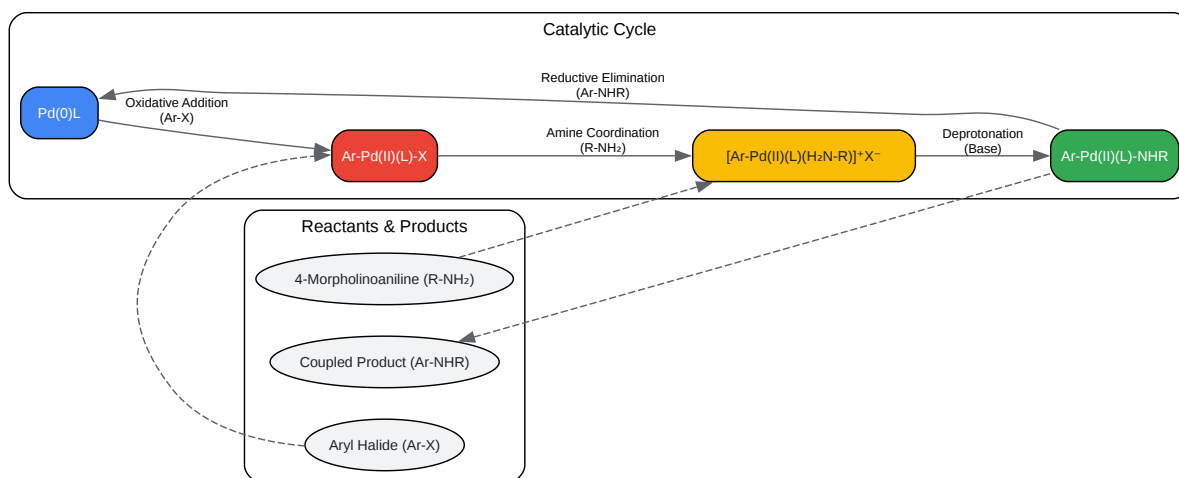 Catalytic Cycle
Reductive Elimination
(Ar-NHR)
Pd(0)L
Oxidative Addition
(Ar-X)
Amine Coordination
(R-NH₂)
Deprotonation
(Base)
Ar-Pd(II)(L)-X
[Ar-Pd(II)(L)(H₂N-R)]⁺X⁻
Ar-Pd(II)(L)-NHR
Reactants & Products
4-Morpholinoaniline (R-NH₂)
Coupled Product (Ar-NHR)
Aryl Halide (Ar-X)